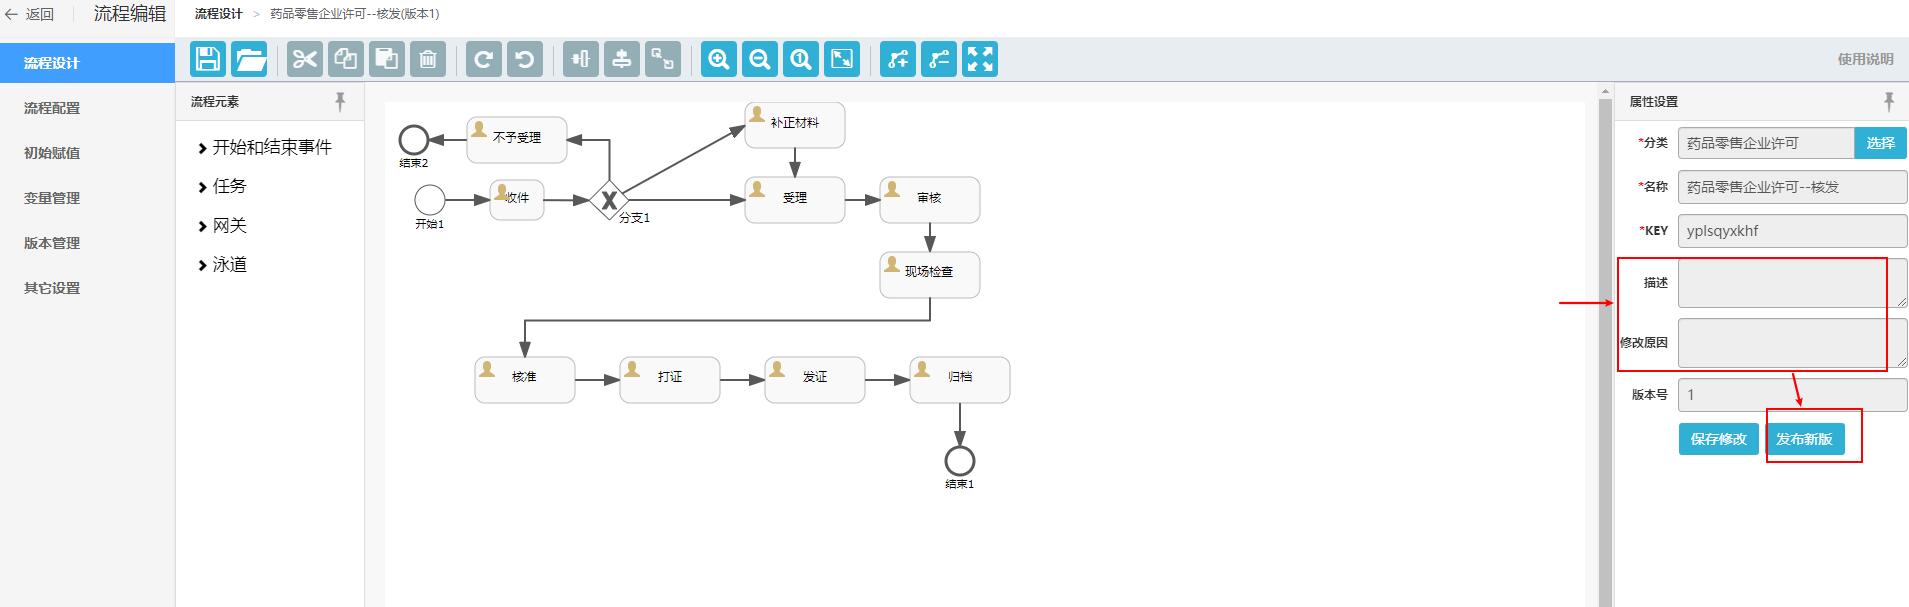 返回
流程编辑
流程设计 > 药品零售企业许可--核发(版本1)
使用说明
流程设计
流程配置
初始赋值
变量管理
版本管理
其它设置
流程元素
开始和结束事件
任务
网关
泳道
补正材料
不予受理
结束2
收件
分支1
受理
审核
开始1
现场检查
核准
打证
发证
归档
结束1
属性设置
*分类 药品零售企业许可 选择
*名称 药品零售企业许可--核发
*KEY yplsqyxkhf
描述
修改原因
版本号 1
保存修改 发布新版